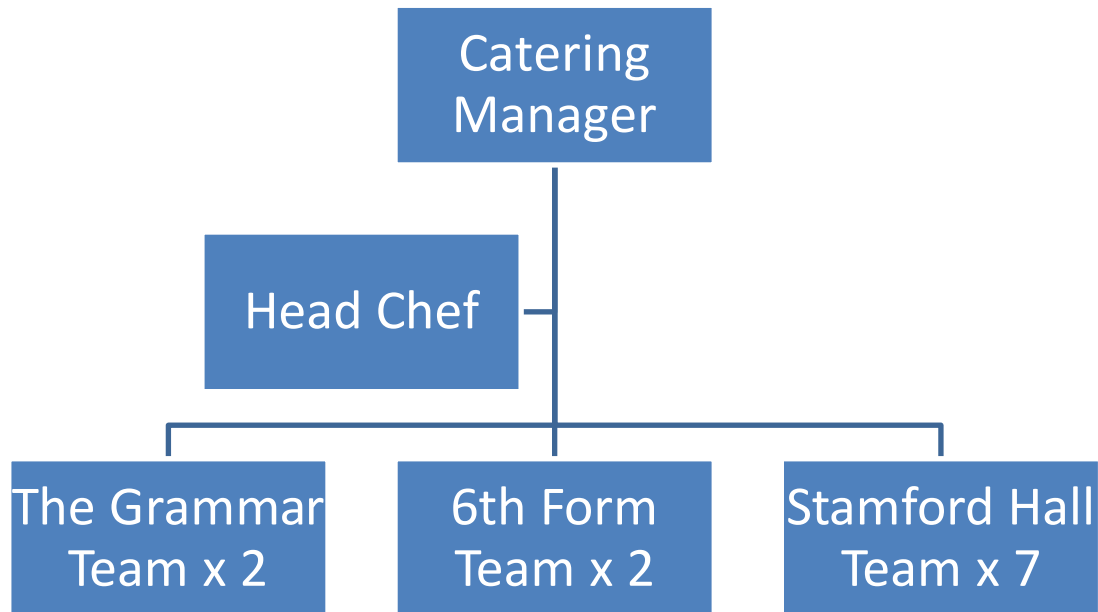 Catering
Manager
Head Chef
The Grammar
Team x 2
6th Form
Team x 2
Stamford Hall
Team x 7